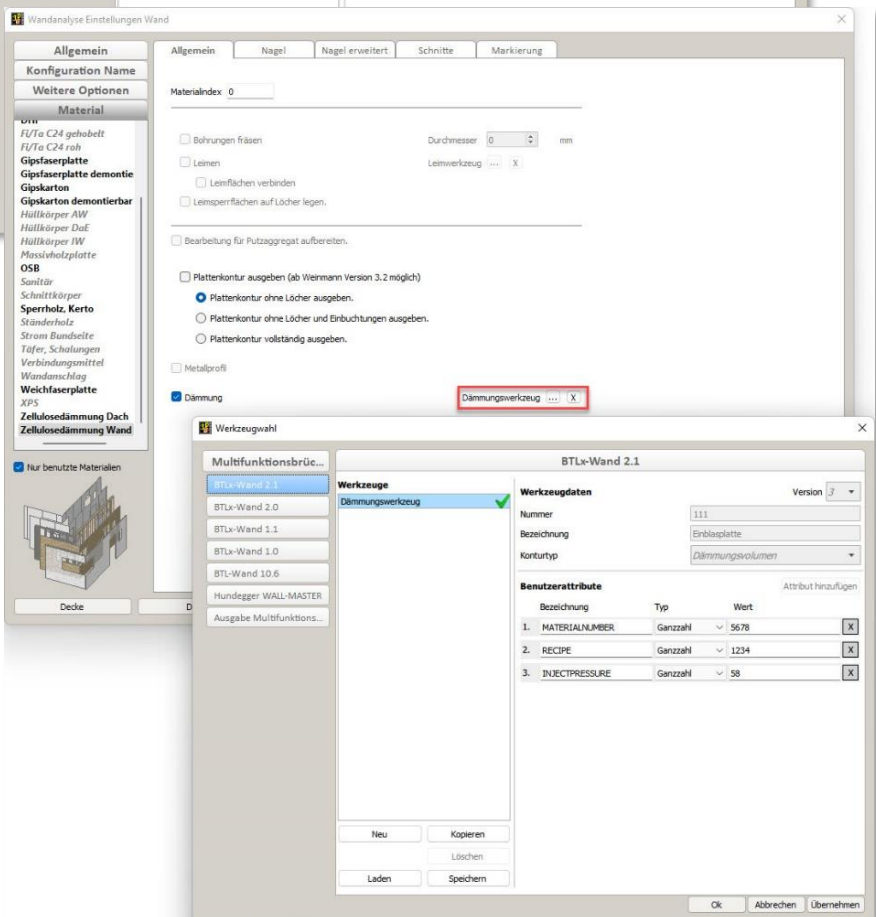 Wandanalyse Einstellungen Wand
Allgemein
Konfiguration Name
Weitere Optionen
Material
Fi/Ta C24 gehobelt
Fi/Ta C24 roh
Gipsfaserplatte
Gipsfaserplatte demontie
Gipskarton
Gipskarton demontierbar
Hüllkörper AW
Hüllkörper DaE
Hüllkörper IW
Massivholzplatte
OSB
Sanitär
Schnittkörper
Sperrholz, Kerto
Ständerholz
Strom Bundseite
Täfer, Schalungen
Verbindungsmittel
Wandanschlag
Weichfaserplatte
XPS
Zellulosedämmung Dach
Zellulosedämmung Wand
Nur benutzte Materialien
Decke
D
Allgemein Nagel Nagel erweitert Schnitte Markierung
Materialindex 0
Bohrungen fräsen Durchmesser 0 mm
Leimen Leimwerkzeug ... X
Leimflächen verbinden
Leimsperrflächen auf Löcher legen.
Bearbeitung für Putzaggregat aufbereiten.
Plattenkontur ausgeben (ab Weinmann Version 3.2 möglich)
Plattenkontur ohne Löcher ausgeben.
Plattenkontur ohne Löcher und Einbuchtungen ausgeben.
Plattenkontur vollständig ausgeben.
Metallprofil
Dämmung Dämmungswerkzeug ... X
Werkzeugwahl
Multifunktionsbrüc...
BTLx-Wand 2.1
BTLx-Wand 2.0
BTLx-Wand 1.1
BTLx-Wand 1.0
BTL-Wand 10.6
Hundegger WALL-MASTER
Ausgabe Multifunktions...
BTLx-Wand 2.1
Werkzeuge
Dämmungswerkzeug
Neu Kopieren
Löschen
Laden Speichern
Werkzeugdaten Version 3
Nummer 111
Bezeichnung Einblasplatte
Konturtyp Dämmungsvolumen
Benutzerattribute Attribut hinzufügen
Bezeichnung Typ Wert
1. MATERIALNUMBER Ganzzahl 5678 X
2. RECIPE Ganzzahl 1234 X
3. INJECTPRESSURE Ganzzahl 58 X
Ok Abbrechen Übernehmen